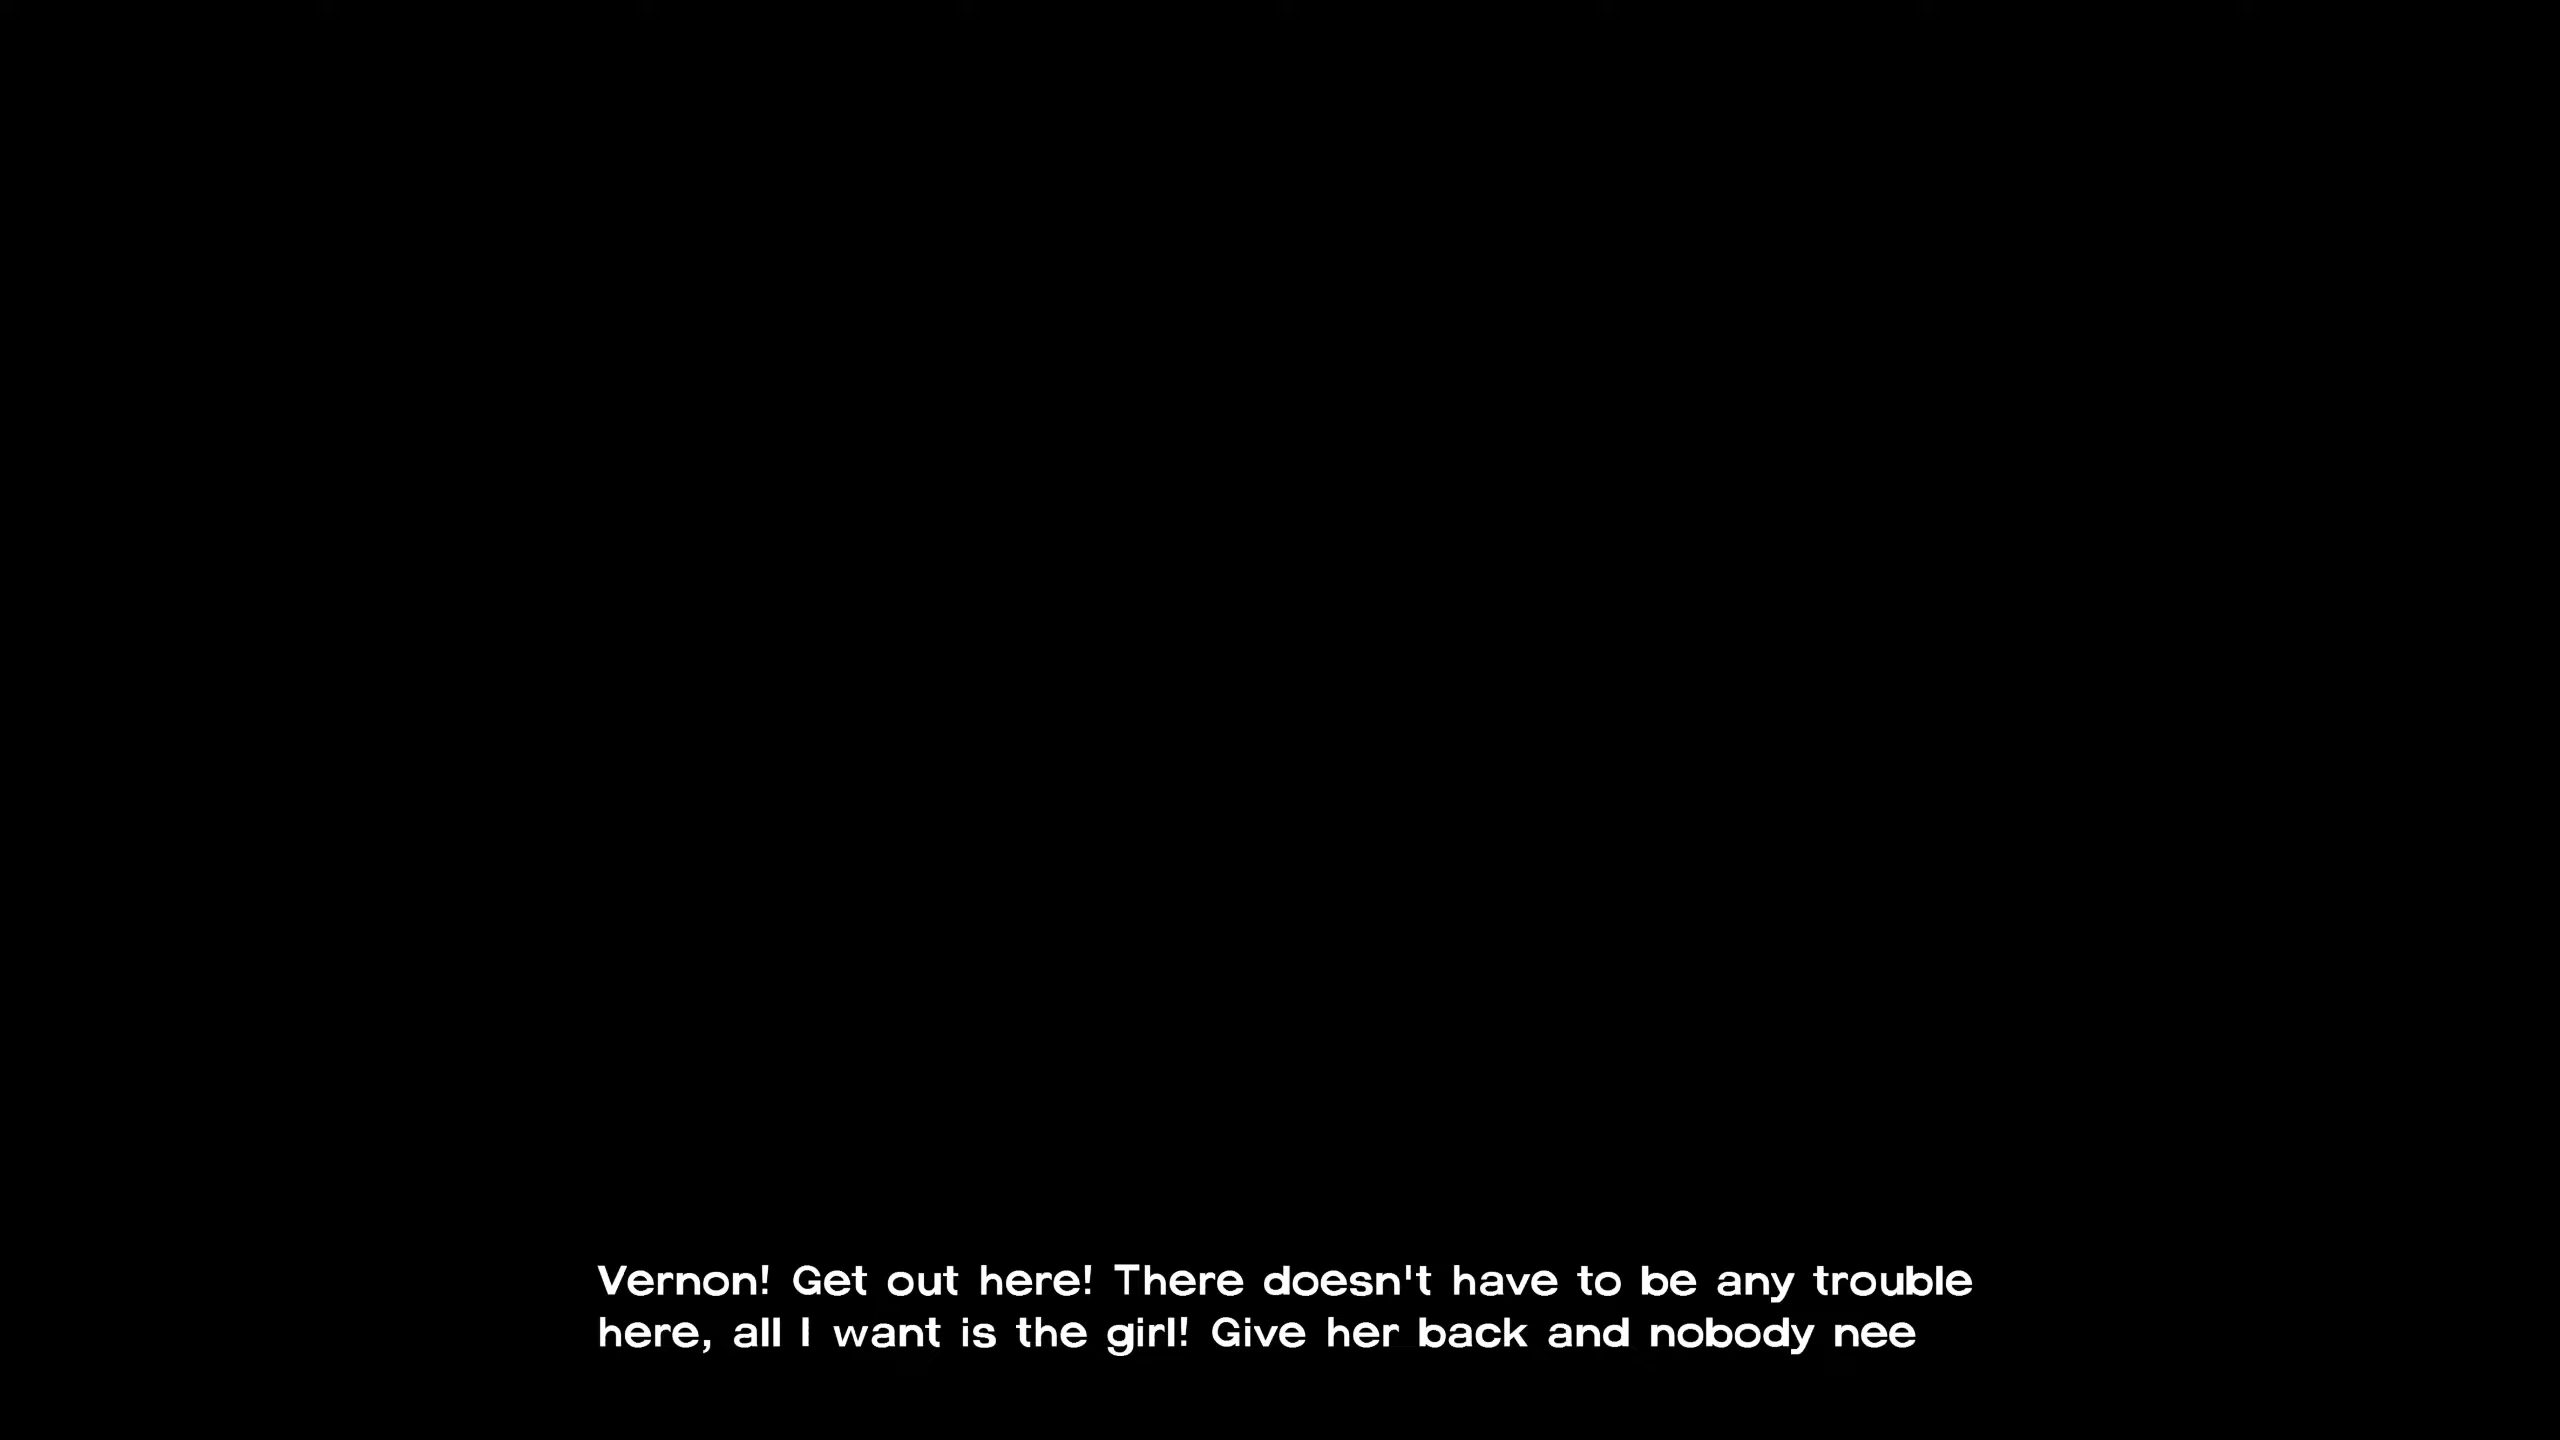 Vernon! Get out here! There doesn't have to be any trouble
here, all I want is the girl! Give her back and nobody nee